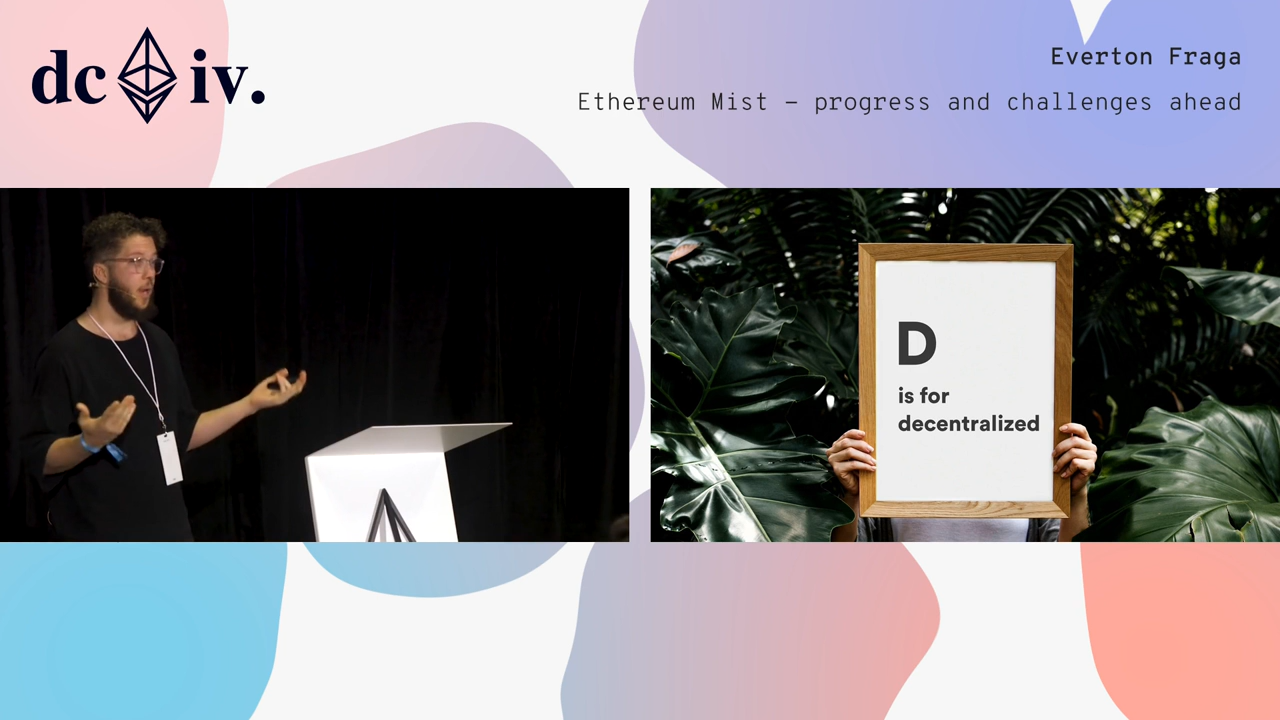 dc iv.
Everton Fraga
Ethereum Mist – progress and challenges ahead
D
is for
decentralized